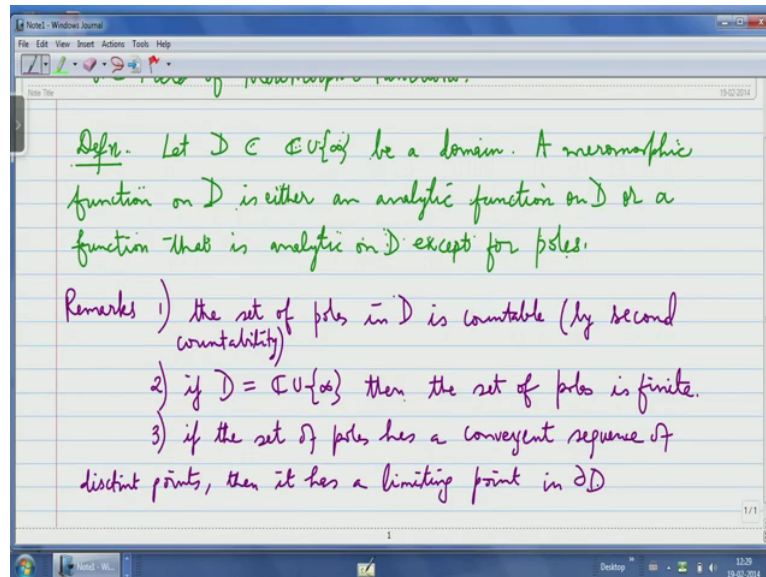 Note1 - Windows Journal
File Edit View Insert Actions Tools Help
of meromorphic functions.
Note Title
19-02-2014
Defn. Let D ⊂ ℂ ∪ {∞} be a domain. A meromorphic
function on D is either an analytic function on D or a
function that is analytic on D except for poles.
Remarks 1) the set of poles in D is countable (by second
countability)
2) if D = ℂ ∪ {∞} then the set of poles is finite.
3) if the set of poles has a convergent sequence of
disctint points, then it has a limiting point in ∂D
1/1
1
Note1 - Wi...
Desktop
12:29
19-02-2014